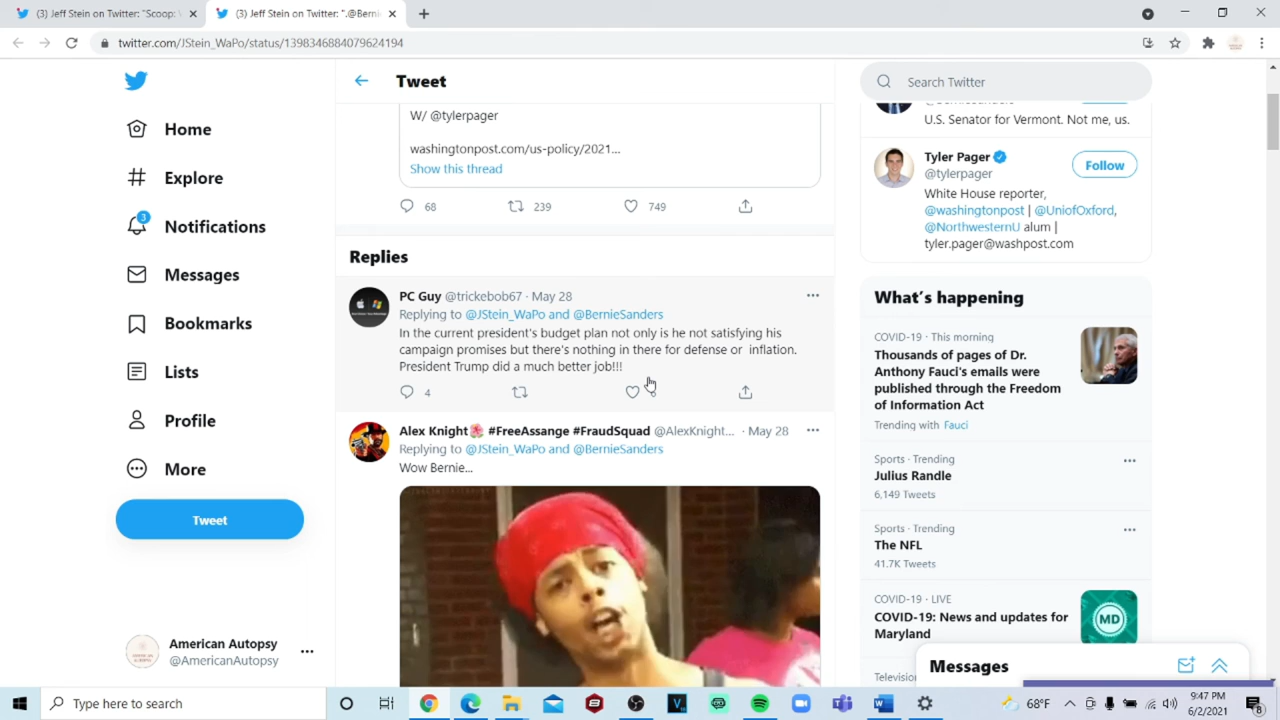 (3) Jeff Stein on Twitter: "Scoop:
(3) Jeff Stein on Twitter: ".@Berni
twitter.com/JStein_WaPo/status/1398346884079624194
Home
Explore
3
Notifications
Messages
Bookmarks
Lists
Profile
More
Tweet
American Autopsy
@AmericanAutopsy
Tweet
W/ @tylerpager
washingtonpost.com/us-policy/2021...
Show this thread
68 239 749
Replies
PC Guy @trickebob67 · May 28
Replying to @JStein_WaPo and @BernieSanders
In the current president's budget plan not only is he not satisfying his
campaign promises but there's nothing in there for defense or inflation.
President Trump did a much better job!!!
4
Alex Knight🌺 #FreeAssange #FraudSquad @AlexKnight... · May 28
Replying to @JStein_WaPo and @BernieSanders
Wow Bernie...
Search Twitter
U.S. Senator for Vermont. Not me, us.
Tyler Pager
@tylerpager
Follow
White House reporter,
@washingtonpost | @UniofOxford,
@NorthwesternU alum |
tyler.pager@washpost.com
What's happening
COVID-19 · This morning
Thousands of pages of Dr.
Anthony Fauci's emails were
published through the Freedom
of Information Act
Trending with Fauci
Sports · Trending
Julius Randle
6,149 Tweets
Sports · Trending
The NFL
41.7K Tweets
COVID-19 · LIVE
COVID-19: News and updates for
Maryland
MD
Television
Messages
Type here to search
68°F
9:47 PM
6/2/2021
8